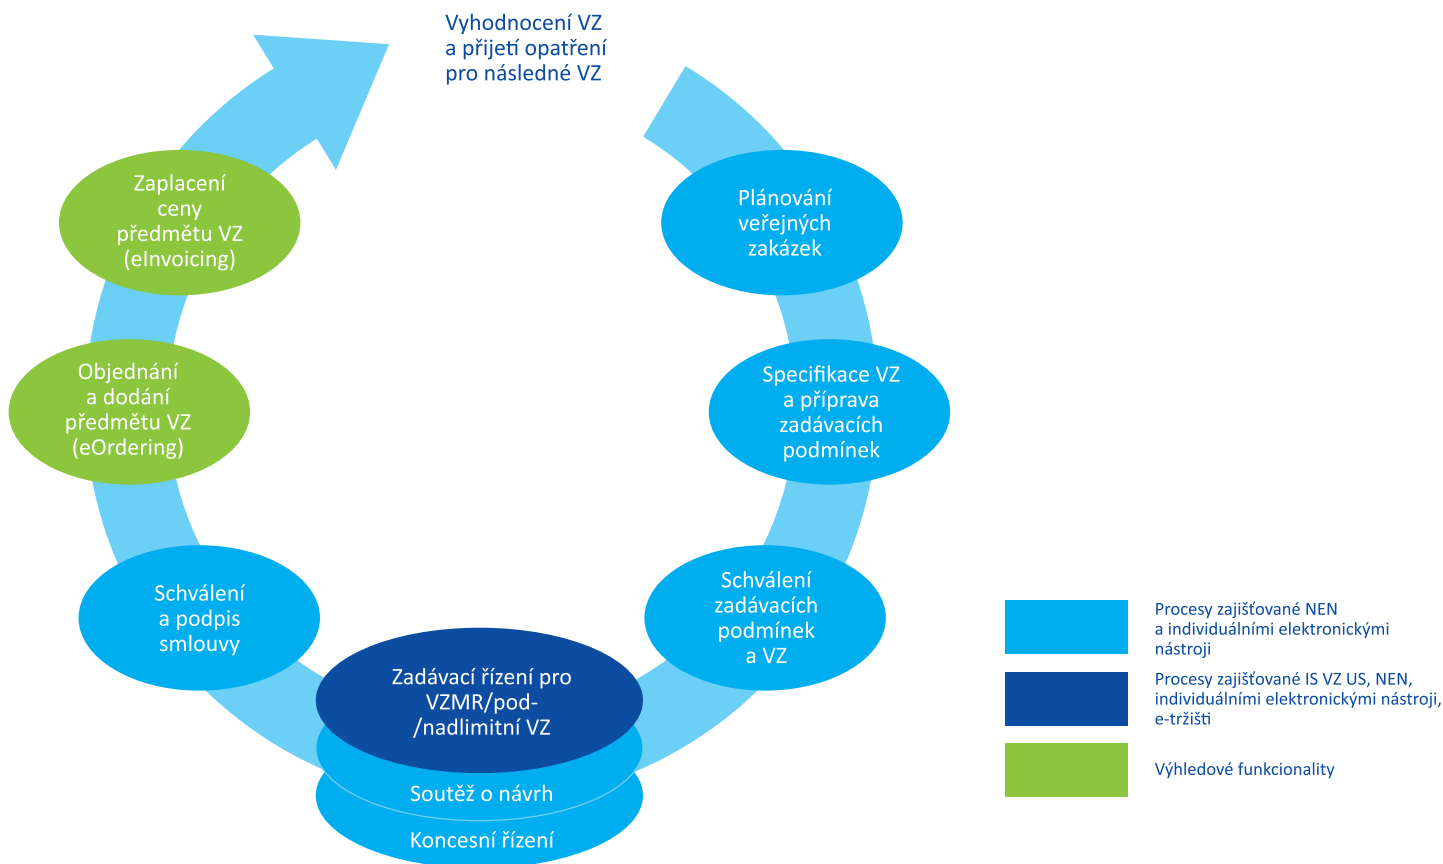 Vyhodnocení VZ
a přijetí opatření
pro následné VZ
Plánování
veřejných
zakázek
Specifikace VZ
a příprava
zadávacích
podmínek
Schválení
zadávacích
podmínek
a VZ
Zadávací řízení pro
VZMR/pod-
/nadlimitní VZ
Soutěž o návrh
Koncesní řízení
Schválení
a podpis
smlouvy
Objednání
a dodání
předmětu VZ
(eOrdering)
Zaplacení
ceny
předmětu VZ
(eInvoicing)
Procesy zajišťované NEN
a individuálními elektronickými
nástroji
Procesy zajišťované IS VZ US, NEN,
individuálními elektronickými nástroji,
e-tržišti
Výhledové funkcionality